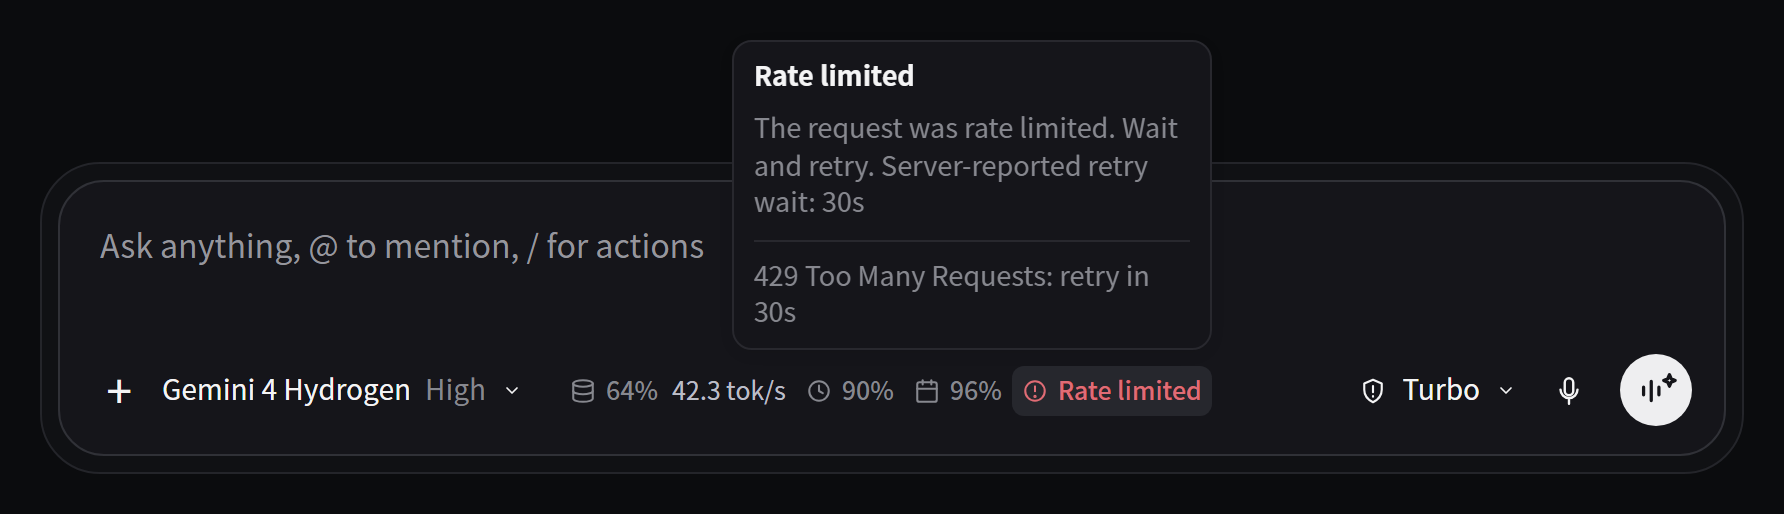 Rate limited
The request was rate limited. Wait
and retry. Server-reported retry
wait: 30s
429 Too Many Requests: retry in
30s
Ask anything, @ to mention, / for actions
Gemini 4 Hydrogen High 64% 42.3 tok/s 90% 96% Rate limited Turbo